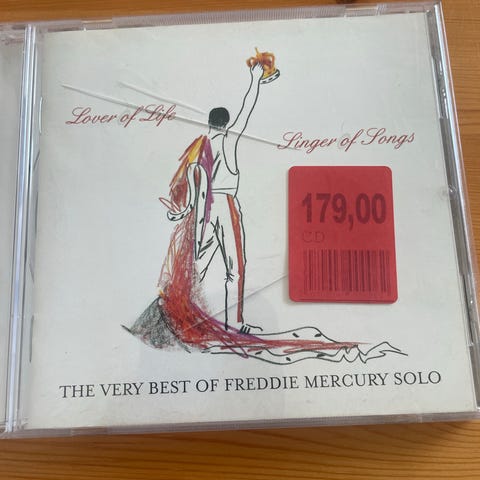 Lover of Life
Singer of Songs
179,00
CD
THE VERY BEST OF FREDDIE MERCURY SOLO